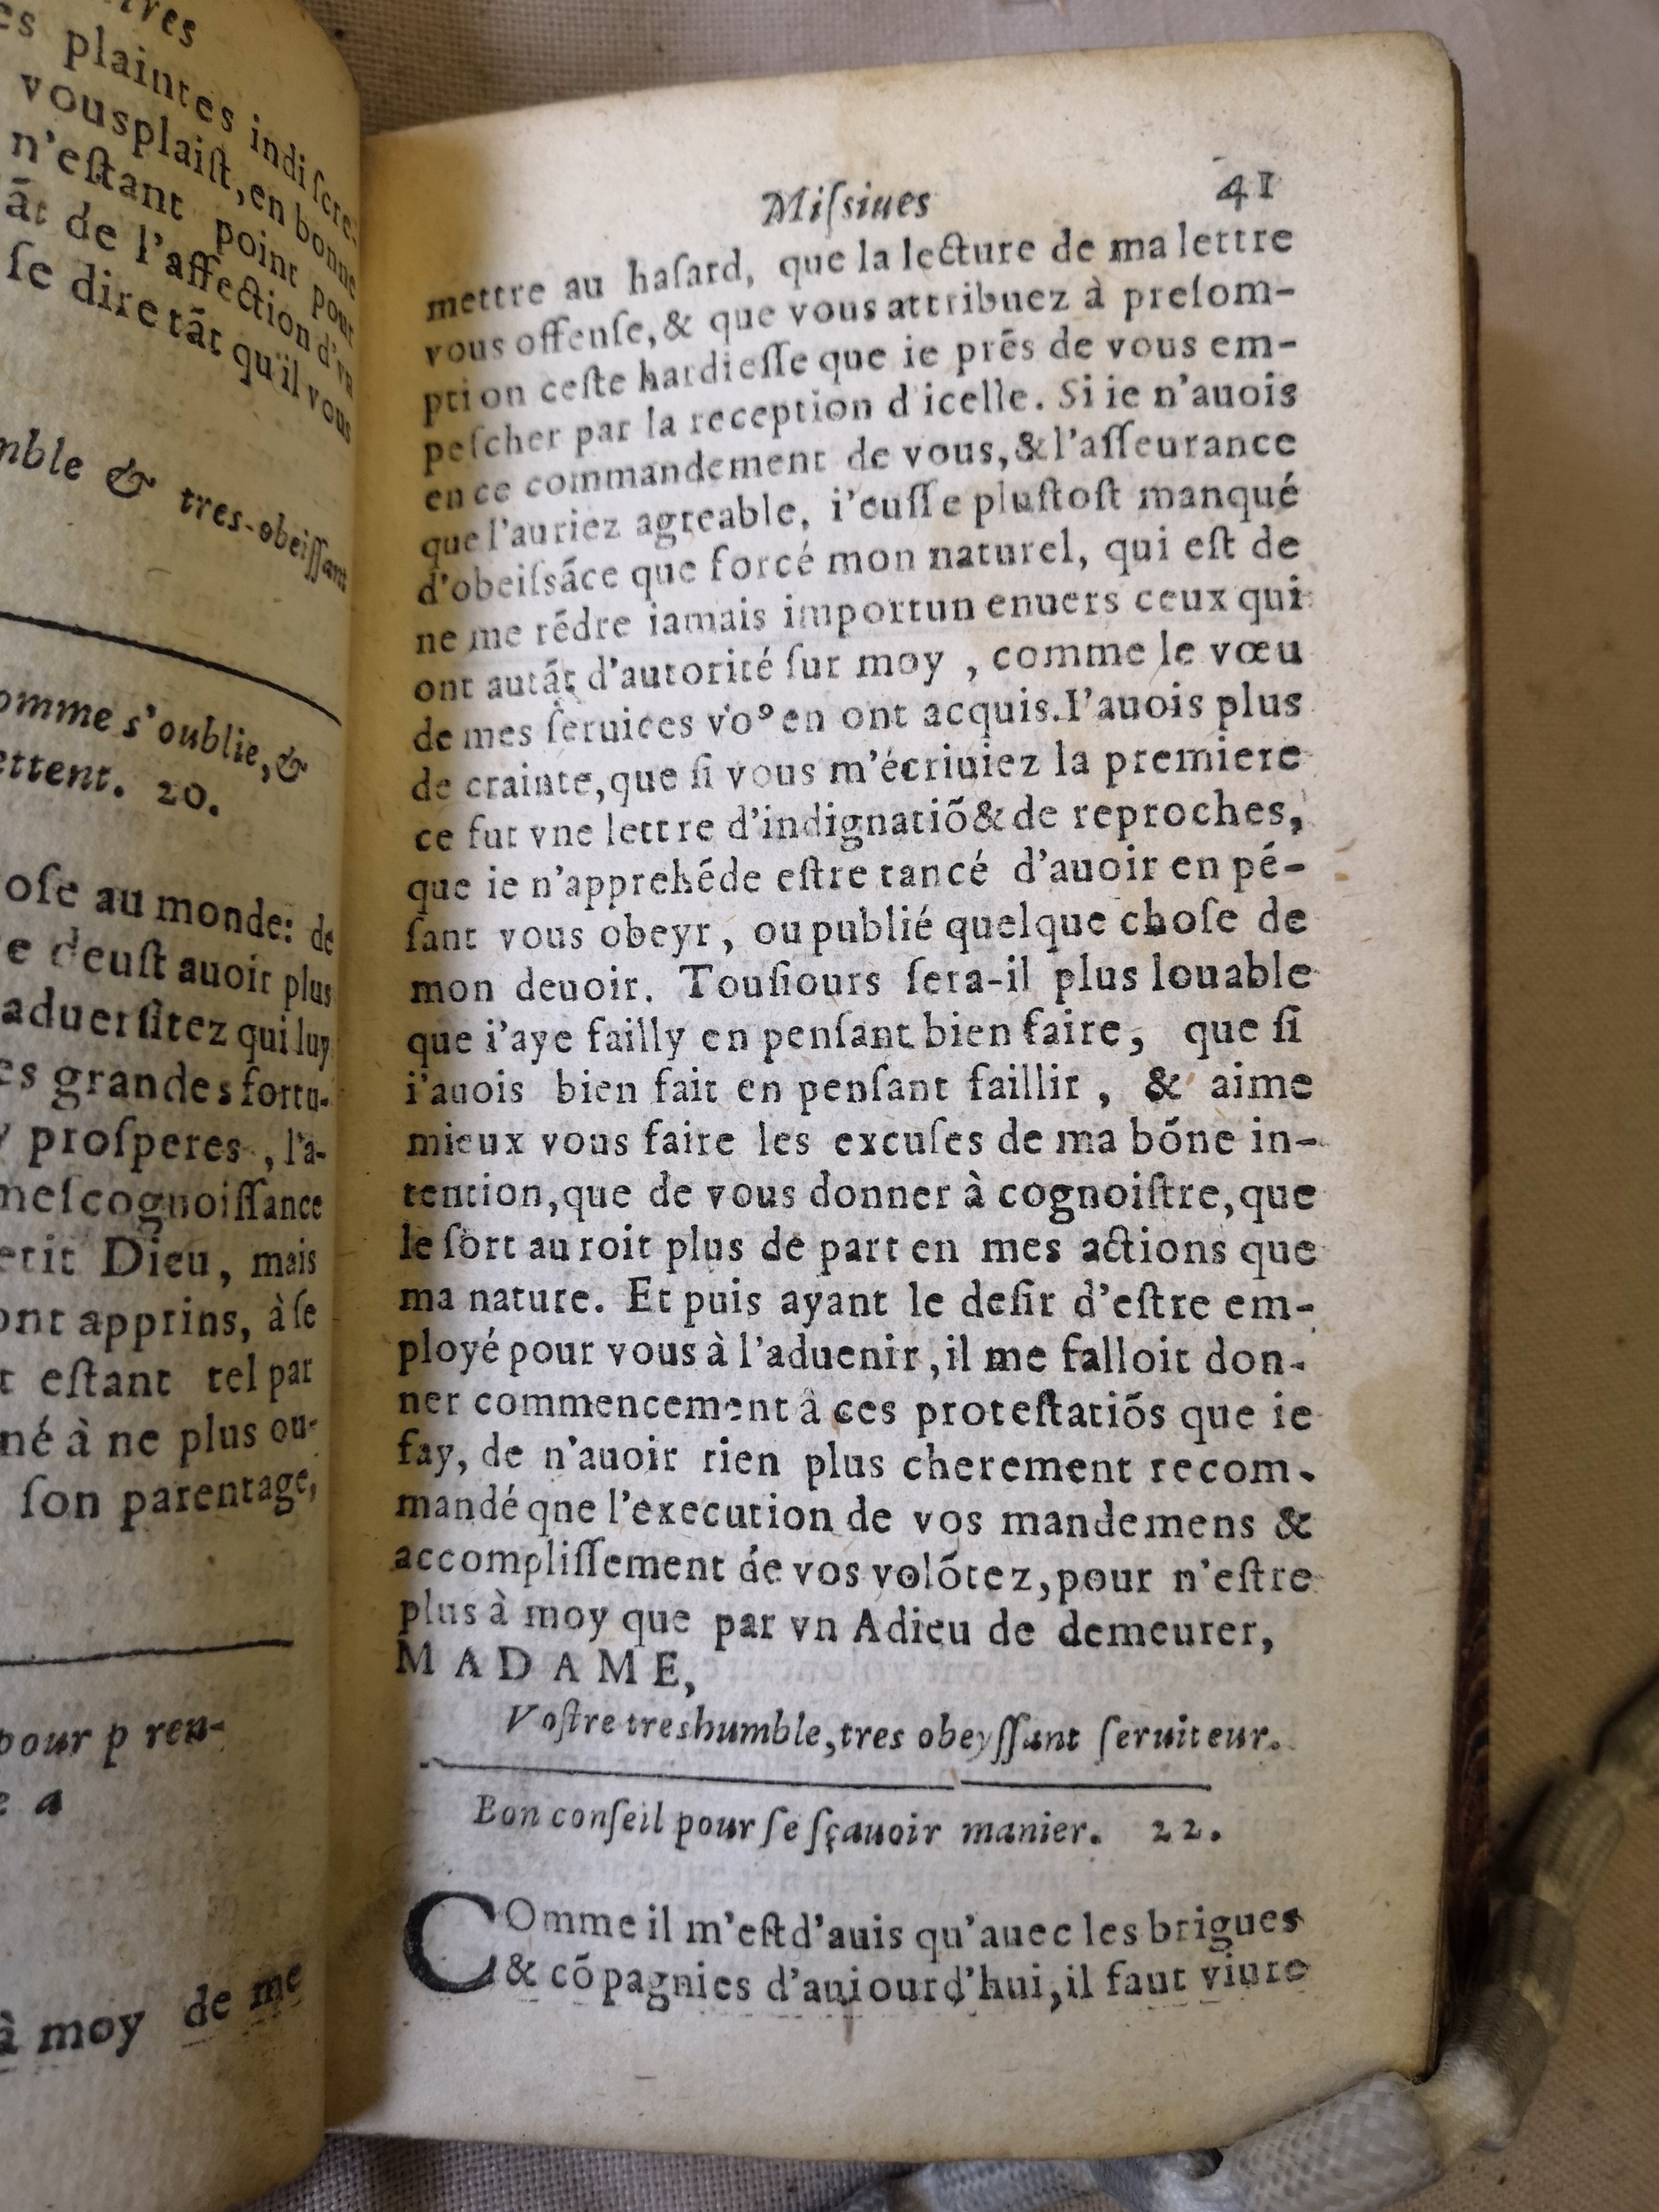 tres
es plaintes indiſcre-
vousplaiſt, en bonne
n'eſtant point pour
āt de l'affection d'vn
ſe dire tāt qu'il vous
mble & tres-obeiſſant
omme s'oublie, &
ettent. 20.
oſe au monde: de
e deuſt auoir plus
aduerſitez qui luy
es grandes fortu-
y proſperes, l'a-
meſcognoiſſance
etit Dieu, mais
ont apprins, à ſe
t eſtant tel par
né à ne plus ou-
ſon parentage,
pour p ren-
e a
à moy de me
Miſsiues 41
mettre au haſard, que la lecture de ma lettre
vous offenſe, & que vous attribuez à preſom-
ption ceſte hardieſſe que ie prēs de vous em-
peſcher par la reception d'icelle. Si ie n'auois
en ce commandement de vous, & l'aſſeurance
que l'auriez agreable, i'euſſe pluſtoſt manqué
d'obeiſsāce que forcé mon naturel, qui eſt de
ne me rēdre iamais importun enuers ceux qui
ont autāt d'autorité ſur moy, comme le vœu
de mes ſeruices vo⁹ en ont acquis. I'auois plus
de crainte, que ſi vous m'écriuiez la premiere
ce fut vne lettre d'indignatiō & de reproches,
que ie n'apprehēde eſtre tancé d'auoir en pē-
ſant vous obeyr, ou publié quelque choſe de
mon deuoir. Touſiours ſera-il plus louable
que i'aye failly en penſant bien faire, que ſi
i'auois bien fait en penſant faillir, & aime
mieux vous faire les excuſes de ma bōne in-
tention, que de vous donner à cognoiſtre, que
le ſort auroit plus de part en mes actions que
ma nature. Et puis ayant le deſir d'eſtre em-
ployé pour vous à l'aduenir, il me falloit don-
ner commencement à ces proteſtatiōs que ie
fay, de n'auoir rien plus cherement recom-
mandé qne l'execution de vos mandemens &
accompliſſement de vos volōtez, pour n'eſtre
plus à moy que par vn Adieu de demeurer,
MADAME,
Voſtre treshumble, tres obeyſſant ſeruiteur.
Bon conſeil pour ſe ſçauoir manier. 22.
COmme il m'eſt d'auis qu'auec les brigues
& cōpagnies d'auiourd'hui, il faut viure